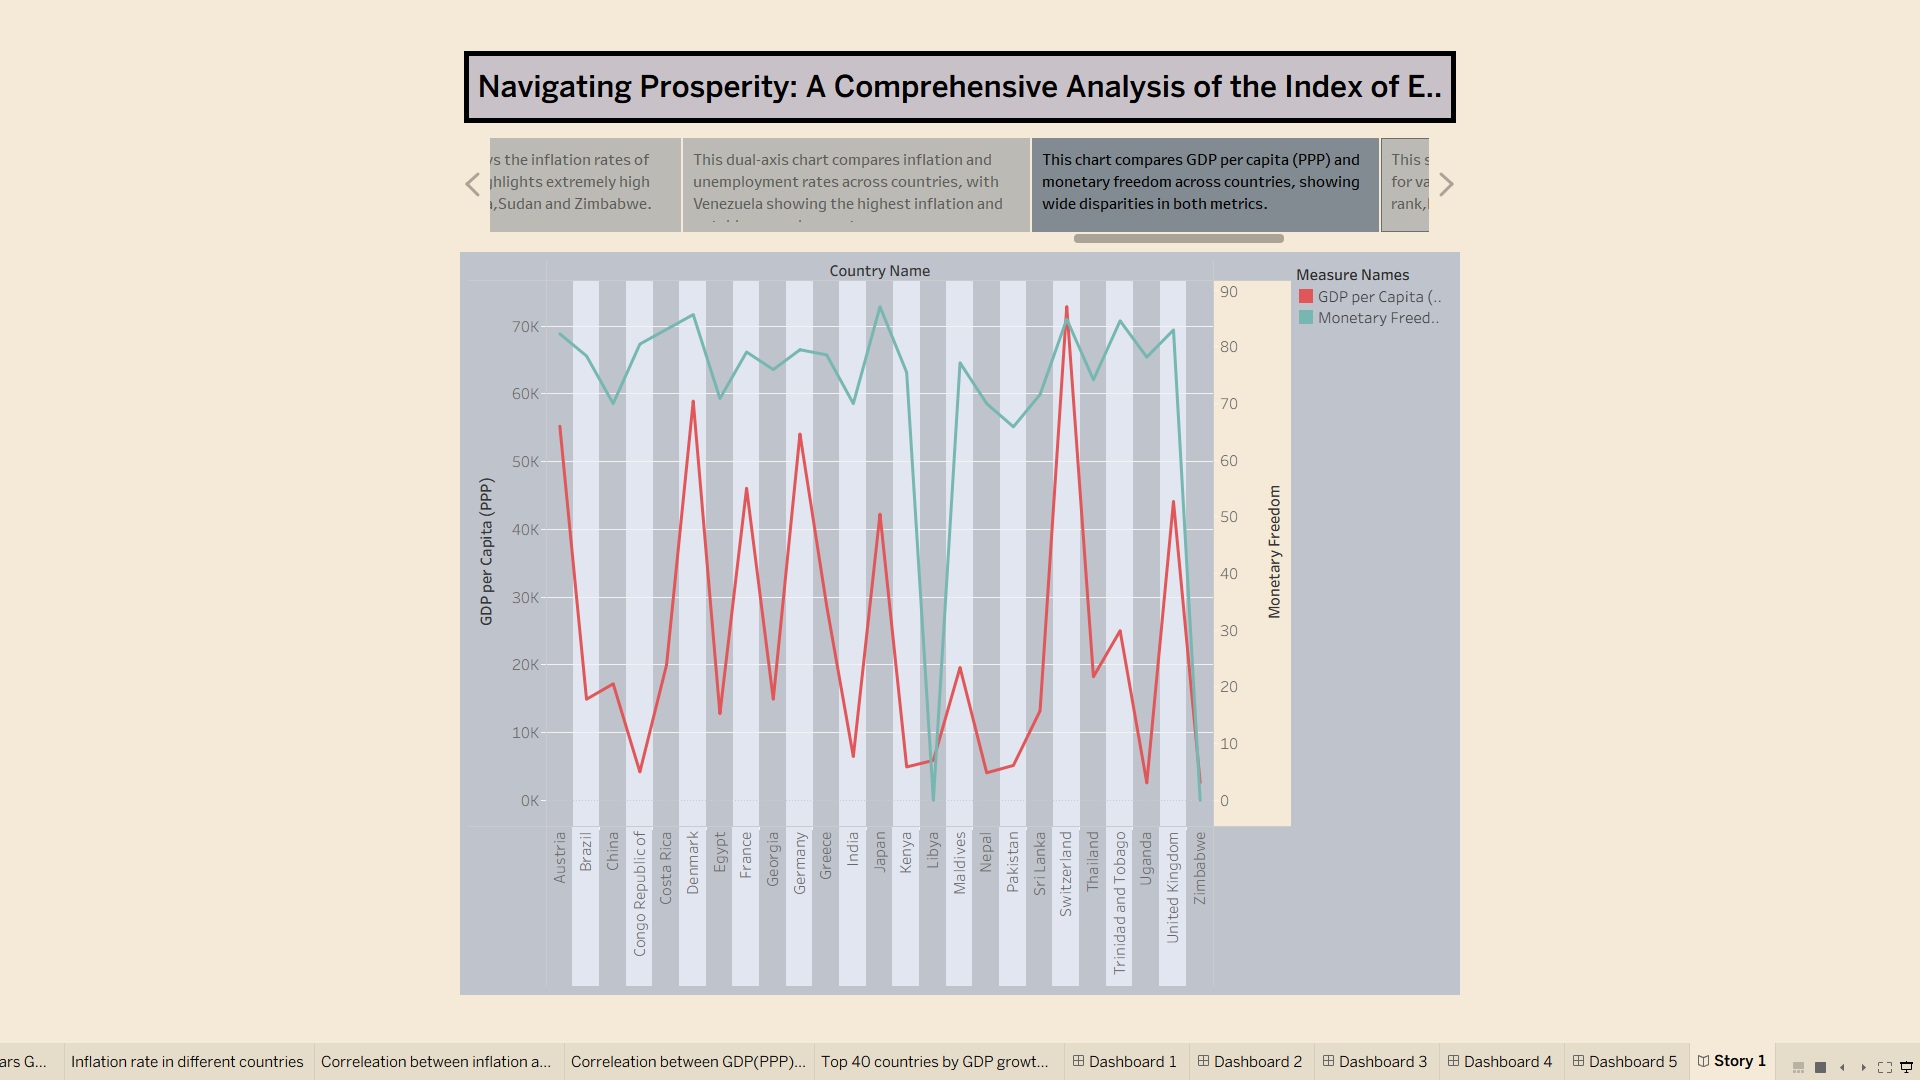 Navigating Prosperity: A Comprehensive Analysis of the Index of E..
the inflation rates of
extremely high
Sudan and Zimbabwe.
This dual-axis chart compares inflation and
unemployment rates across countries, with
Venezuela showing the highest inflation and
This chart compares GDP per capita (PPP) and
monetary freedom across countries, showing
wide disparities in both metrics.
This
for
rank,
Country Name
Measure Names
GDP per Capita (..
Monetary Freed..
GDP per Capita (PPP)
70K
60K
50K
40K
30K
20K
10K
0K
90
80
70
60
50
40
30
20
10
0
Monetary Freedom
Austria
Brazil
China
Congo Republic of
Costa Rica
Denmark
Egypt
France
Georgia
Germany
Greece
India
Japan
Kenya
Libya
Maldives
Nepal
Pakistan
Sri Lanka
Switzerland
Thailand
Trinidad and Tobago
Uganda
United Kingdom
Zimbabwe
ars G...
Inflation rate in different countries
Correleation between inflation a...
Correleation between GDP(PPP)...
Top 40 countries by GDP growt...
Dashboard 1
Dashboard 2
Dashboard 3
Dashboard 4
Dashboard 5
Story 1